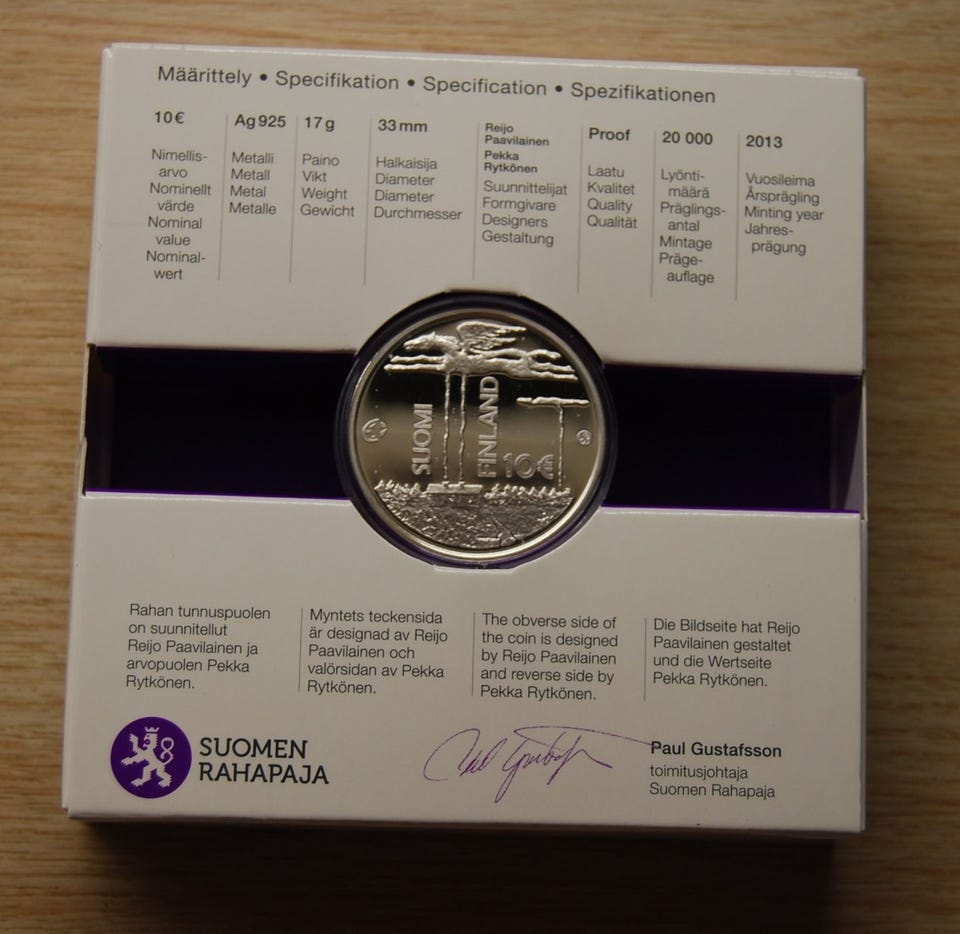 Määrittely • Specifikation • Specification • Spezifikationen
10 €
Nimellis-
arvo
Nominellt
värde
Nominal
value
Nominal-
wert
Ag 925
Metalli
Metall
Metal
Metalle
17 g
Paino
Vikt
Weight
Gewicht
33 mm
Halkaisija
Diameter
Diameter
Durchmesser
Reijo
Paavilainen
Pekka
Rytkönen
Suunnittelijat
Formgivare
Designers
Gestaltung
Proof
Laatu
Kvalitet
Quality
Qualität
20 000
Lyönti-
määrä
Präglings-
antal
Mintage
Präge-
auflage
2013
Vuosileima
Årsprägling
Minting year
Jahres-
prägung
SUOMI
FINLAND
10€
Rahan tunnuspuolen
on suunnitellut
Reijo Paavilainen ja
arvopuolen Pekka
Rytkönen.
Myntets teckensida
är designad av Reijo
Paavilainen och
valörsidan av Pekka
Rytkönen.
The obverse side of
the coin is designed
by Reijo Paavilainen
and reverse side by
Pekka Rytkönen.
Die Bildseite hat Reijo
Paavilainen gestaltet
und die Wertseite
Pekka Rytkönen.
SUOMEN
RAHAPAJA
Paul Gustafsson
toimitusjohtaja
Suomen Rahapaja